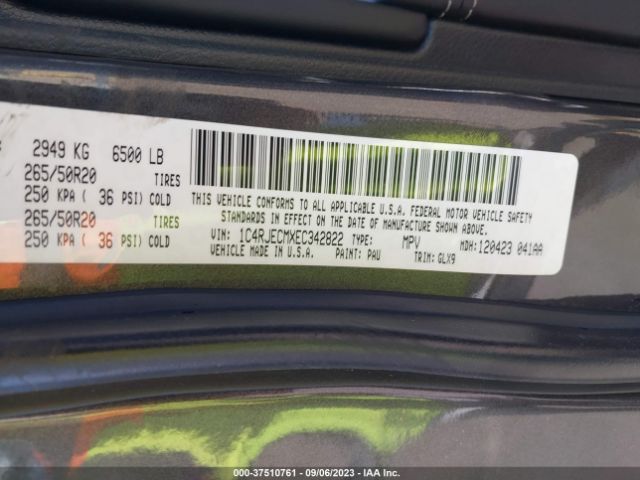 2949 KG 6500 LB
265/50R20 TIRES
250 KPA ( 36 PSI) COLD
265/50R20 TIRES
250 KPA ( 36 PSI) COLD
THIS VEHICLE CONFORMS TO ALL APPLICABLE U.S.A. FEDERAL MOTOR VEHICLE SAFETY
STANDARDS IN EFFECT ON THE DATE OF MANUFACTURE SHOWN ABOVE.
VIN: 1C4RJECMXEC342822 TYPE: MPV MDH:120423 041AA
VEHICLE MADE IN U.S.A. PAINT: PAU TRIM: GLX9
000-37510761 - 09/06/2023 - IAA Inc.